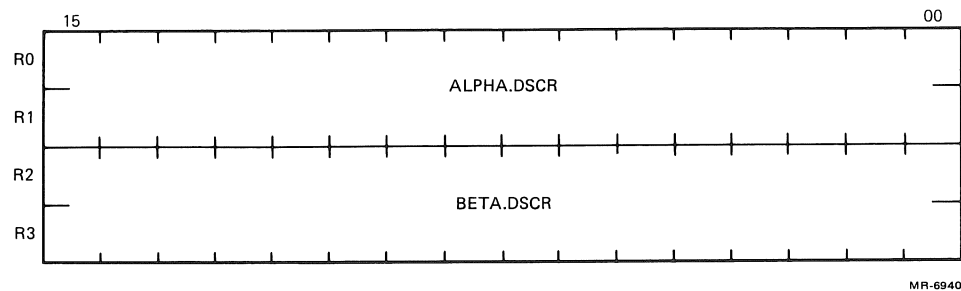 15 00
R0
ALPHA.DSCR
R1
R2
BETA.DSCR
R3
MR-6940